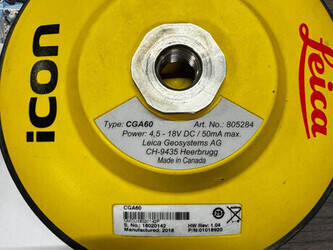 icon
Leica
Type: CGA60 Art. No.: 805284
Power: 4,5 - 18V DC / 50mA max.
Leica Geosystems AG
CH-9435 Heerbrugg
Made in Canada
CGA60
S. No.: 18020142
Manufactured: 2018
HW Rev.: 1.04
P/N:01018920